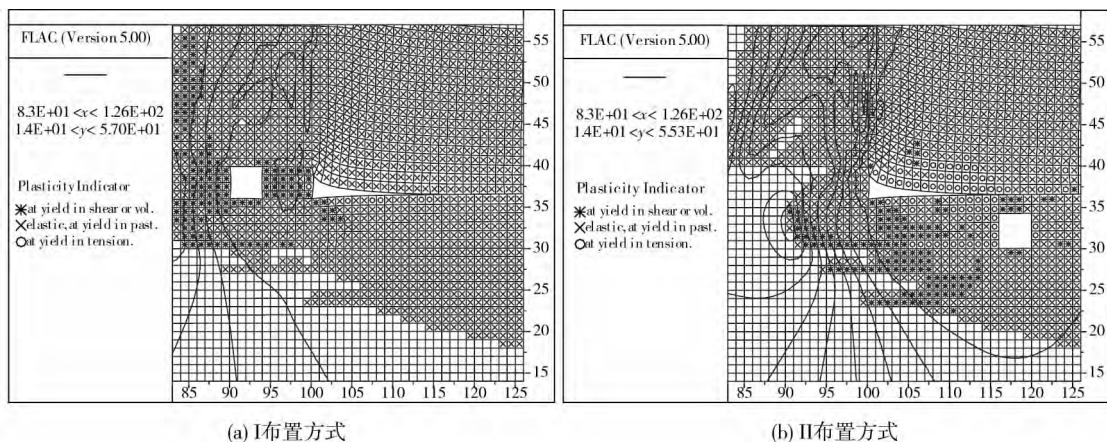 FLAC (Version 5.00)
8.3E+01 <x< 1.26E+02
1.4E+01 <y< 5.70E+01
Plasticity Indicator
✱at yield in shear or vol.
×elastic,at yield in past.
○at yield in tension.
55
50
45
40
35
30
25
20
15
85 90 95 100 105 110 115 120 125
(a) I布置方式
FLAC (Version 5.00)
8.3E+01 <x< 1.26E+02
1.4E+01 <y< 5.53E+01
Plasticity Indicator
✱at yield in shear or vol.
×elastic,at yield in past.
○at yield in tension.
55
50
45
40
35
30
25
20
15
85 90 95 100 105 110 115 120 125
(b) II布置方式